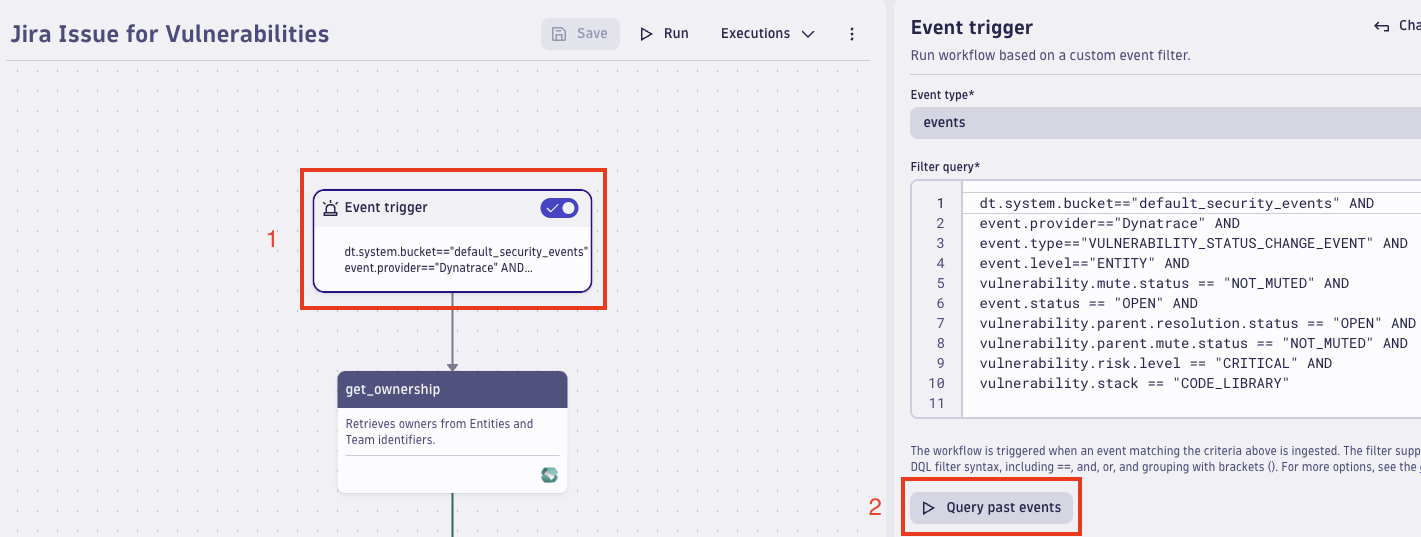 Jira Issue for Vulnerabilities
Save
Run
Executions
1
Event trigger
dt.system.bucket=="default_security_events"
event.provider=="Dynatrace" AND...
get_ownership
Retrieves owners from Entities and
Team identifiers.
Event trigger
Run workflow based on a custom event filter.
Event type*
events
Filter query*
1 dt.system.bucket=="default_security_events" AND
2 event.provider=="Dynatrace" AND
3 event.type=="VULNERABILITY_STATUS_CHANGE_EVENT" AND
4 event.level=="ENTITY" AND
5 vulnerability.mute.status == "NOT_MUTED" AND
6 event.status == "OPEN" AND
7 vulnerability.parent.resolution.status == "OPEN" AND
8 vulnerability.parent.mute.status == "NOT_MUTED" AND
9 vulnerability.risk.level == "CRITICAL" AND
10 vulnerability.stack == "CODE_LIBRARY"
11
The workflow is triggered when an event matching the criteria above is ingested. The filter
DQL filter syntax, including ==, and, or, and grouping with brackets (). For more options, see the
2
Query past events